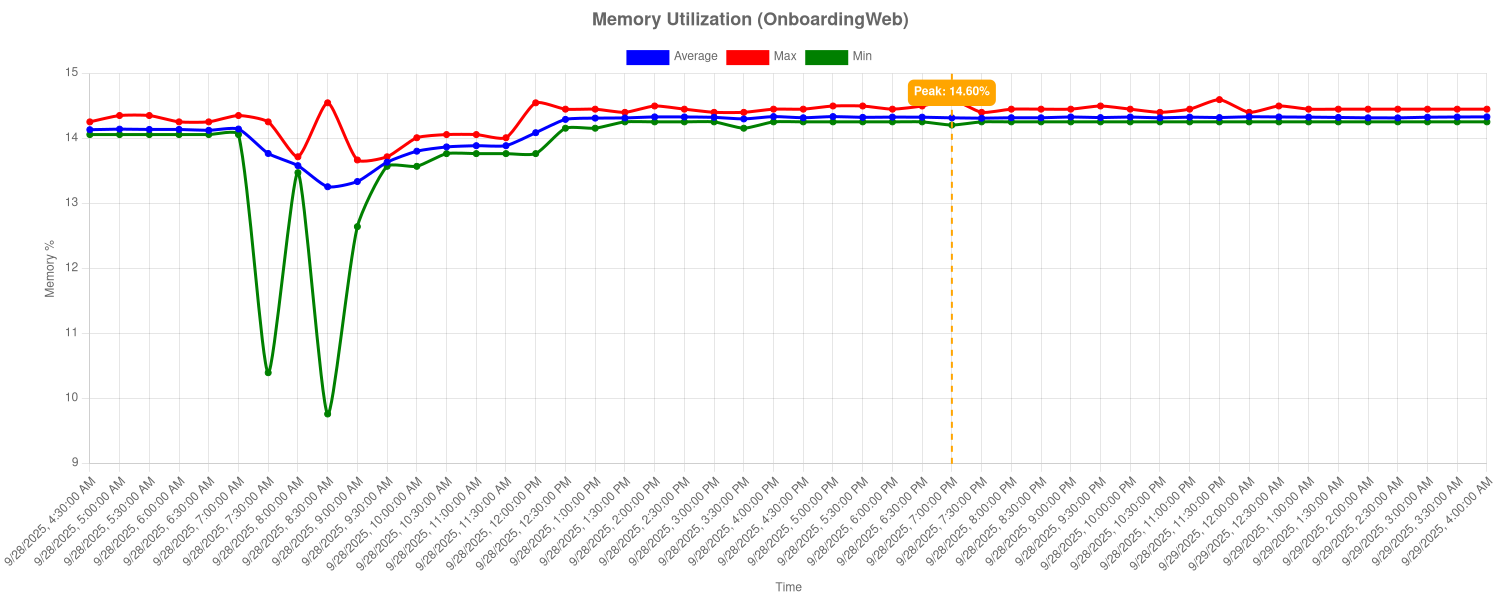 Memory Utilization (OnboardingWeb)
Average Max Min
Peak: 14.60%
15
14
13
12
11
10
9
Memory %
9/28/2025, 4:30:00 AM
9/28/2025, 5:00:00 AM
9/28/2025, 5:30:00 AM
9/28/2025, 6:00:00 AM
9/28/2025, 6:30:00 AM
9/28/2025, 7:00:00 AM
9/28/2025, 7:30:00 AM
9/28/2025, 8:00:00 AM
9/28/2025, 8:30:00 AM
9/28/2025, 9:00:00 AM
9/28/2025, 9:30:00 AM
9/28/2025, 10:00:00 AM
9/28/2025, 10:30:00 AM
9/28/2025, 11:00:00 AM
9/28/2025, 11:30:00 AM
9/28/2025, 12:00:00 PM
9/28/2025, 12:30:00 PM
9/28/2025, 1:00:00 PM
9/28/2025, 1:30:00 PM
9/28/2025, 2:00:00 PM
9/28/2025, 2:30:00 PM
9/28/2025, 3:00:00 PM
9/28/2025, 3:30:00 PM
9/28/2025, 4:00:00 PM
9/28/2025, 4:30:00 PM
9/28/2025, 5:00:00 PM
9/28/2025, 5:30:00 PM
9/28/2025, 6:00:00 PM
9/28/2025, 6:30:00 PM
9/28/2025, 7:00:00 PM
9/28/2025, 7:30:00 PM
9/28/2025, 8:00:00 PM
9/28/2025, 8:30:00 PM
9/28/2025, 9:00:00 PM
9/28/2025, 9:30:00 PM
9/28/2025, 10:00:00 PM
9/28/2025, 10:30:00 PM
9/28/2025, 11:00:00 PM
9/28/2025, 11:30:00 PM
9/29/2025, 12:00:00 AM
9/29/2025, 12:30:00 AM
9/29/2025, 1:00:00 AM
9/29/2025, 1:30:00 AM
9/29/2025, 2:00:00 AM
9/29/2025, 2:30:00 AM
9/29/2025, 3:00:00 AM
9/29/2025, 3:30:00 AM
9/29/2025, 4:00:00 AM
Time